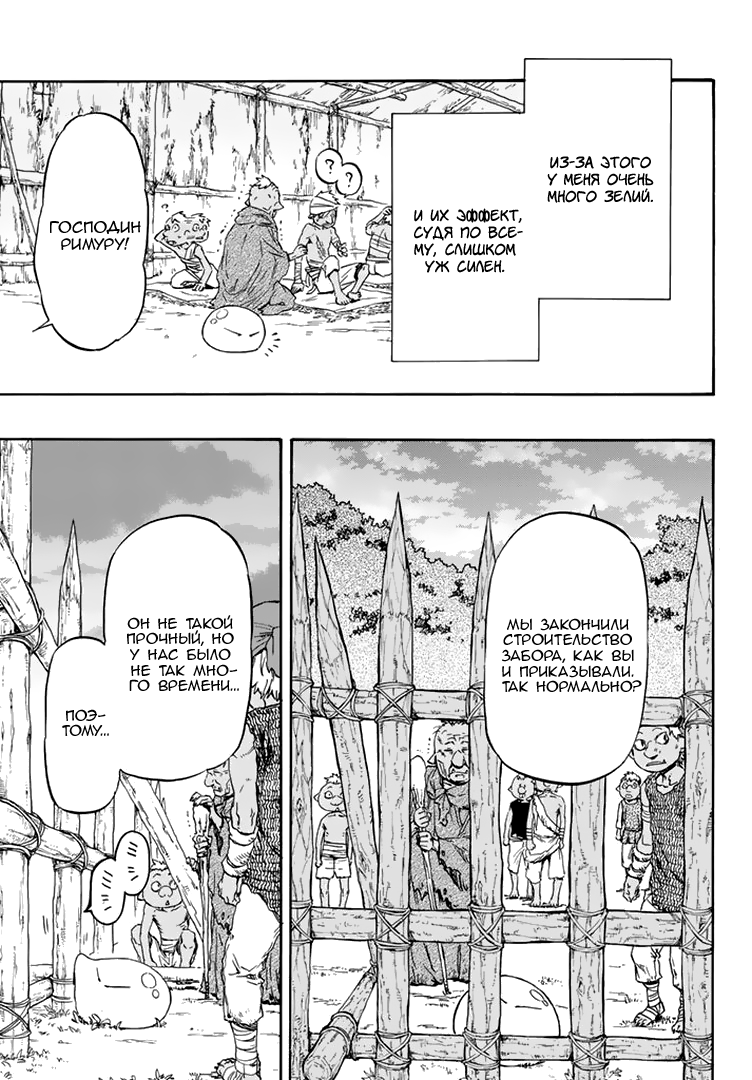 ИЗ-ЗА ЭТОГО
У МЕНЯ ОЧЕНЬ
МНОГО ЗЕЛИЙ.
И ИХ ЭФФЕКТ,
СУДЯ ПО ВСЕ-
МУ, СЛИШКОМ
УЖ СИЛЕН.
? ?
ГОСПОДИН
РИМУРУ!
МЫ ЗАКОНЧИЛИ
СТРОИТЕЛЬСТВО
ЗАБОРА, КАК ВЫ
И ПРИКАЗЫВАЛИ.
ТАК НОРМАЛЬНО?
ОН НЕ ТАКОЙ
ПРОЧНЫЙ, НО
У НАС БЫЛО
НЕ ТАК МНО-
ГО ВРЕМЕНИ...
ПОЭ-
ТОМУ...